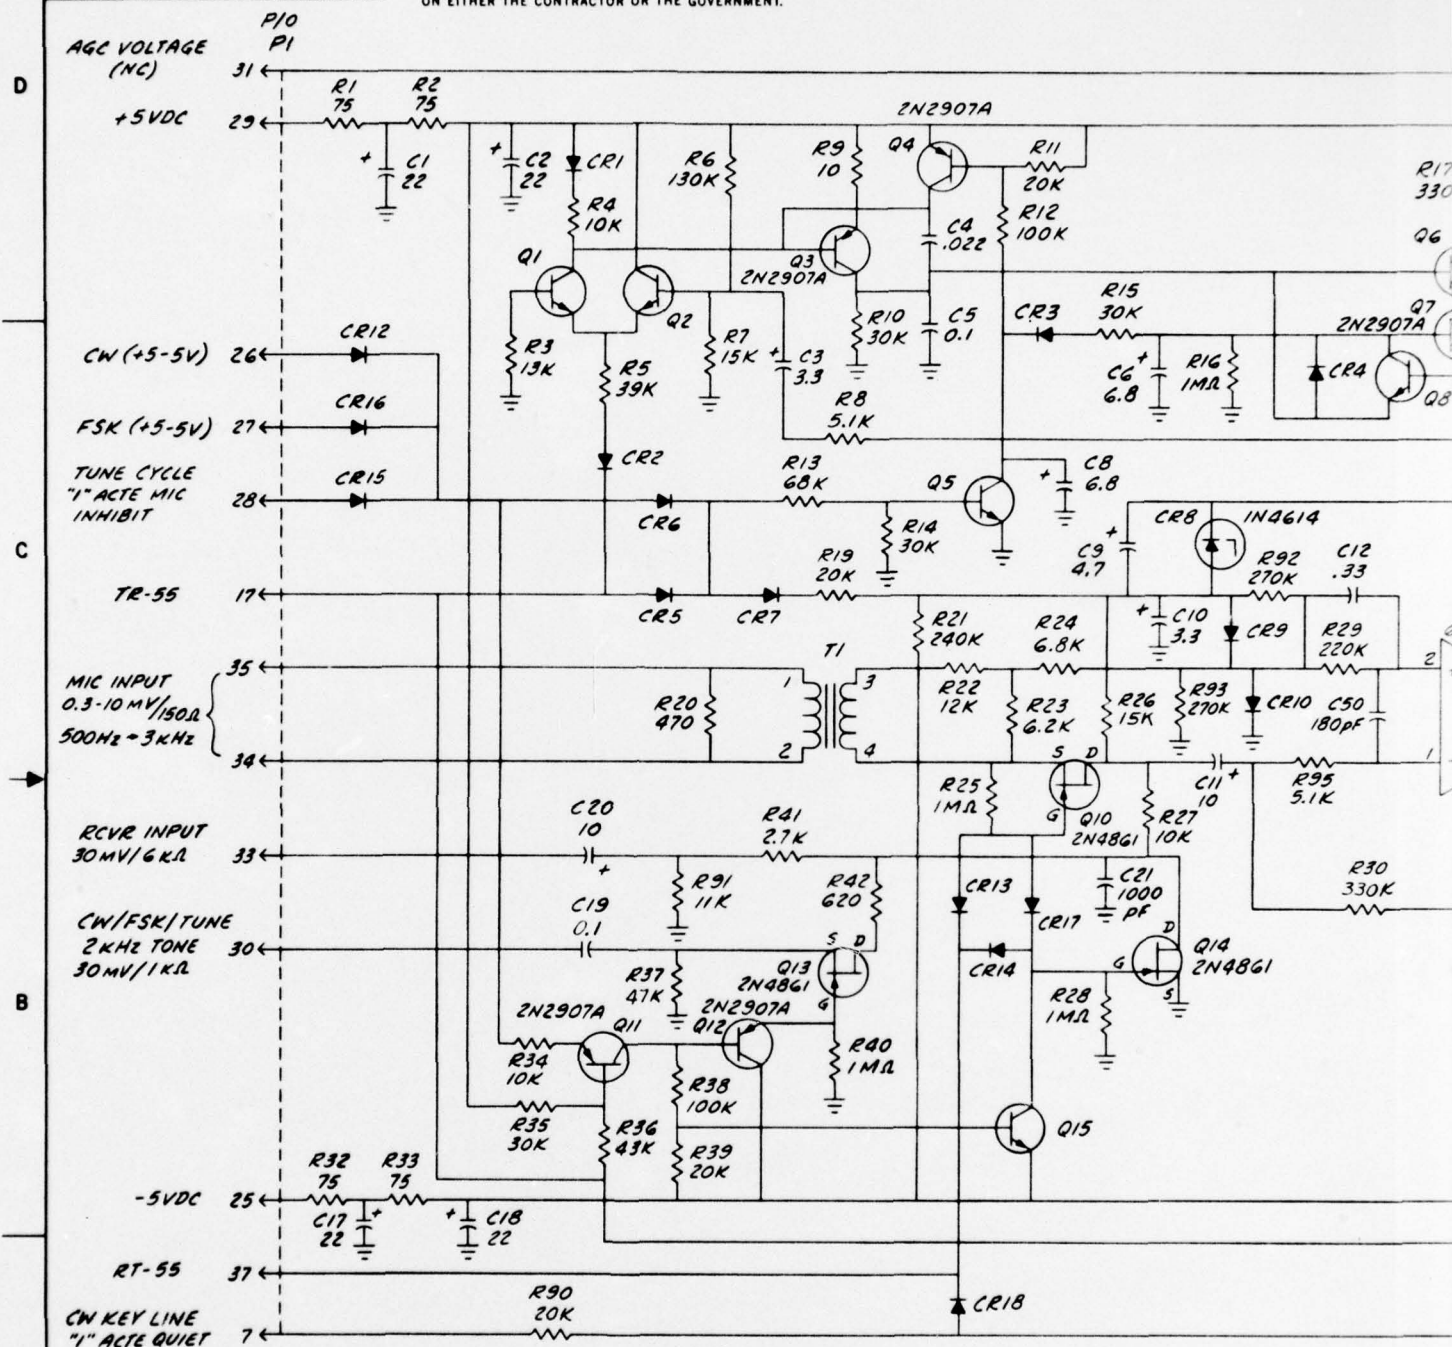 ON EITHER THE CONTRACTOR OR THE GOVERNMENT.
P/O
P1
D
AGC VOLTAGE
(NC)
31
R1
75
R2
75
+5VDC
29
2N2907A
+
C1
22
+
C2
22
CR1
R4
10K
R6
130K
R9
10
Q4
R11
20K
R12
100K
R17
330
Q6
C4
.022
Q1
Q3
2N2907A
Q2
R3
13K
R5
39K
R7
15K
+
C3
3.3
R10
30K
C5
0.1
CR3
R15
30K
Q7
2N2907A
C6
6.8
+
R16
1MΩ
CR4
Q8
CW (+5-5V)
26
CR12
FSK (+5-5V)
27
CR16
R8
5.1K
CR2
TUNE CYCLE
"1" ACTE MIC
INHIBIT
28
CR15
CR6
R13
68K
Q5
+
C8
6.8
R14
30K
C
C9
4.7
+
CR8
1N4614
R92
270K
C12
.33
TR-55
17
CR5
CR7
R19
20K
R21
240K
R24
6.8K
+
C10
3.3
CR9
R29
220K
2
MIC INPUT
0.3-10 MV/150Ω
500Hz - 3KHz
35
34
R20
470
T1
1
2
3
4
R22
12K
R23
6.2K
R26
15K
R93
270K
CR10
C50
180pF
1
R25
1MΩ
S
D
G
Q10
2N4861
C11
10
+
R27
10K
R95
5.1K
RCVR INPUT
30MV/6KΩ
33
C20
10
+
R41
2.7K
R91
11K
R42
620
CR13
CR17
C21
1000
PF
R30
330K
CW/FSK/TUNE
2KHZ TONE
30MV/1KΩ
30
C19
0.1
R37
47K
S
D
Q13
2N4861
G
CR14
D
G
S
Q14
2N4861
R28
1MΩ
B
2N2907A
Q11
2N2907A
Q12
R34
10K
R38
100K
R40
1MΩ
R35
30K
R36
43K
R39
20K
Q15
R32
75
R33
75
-5VDC
25
C17
22
+
+
C18
22
RT-55
37
R90
20K
CR18
CW KEY LINE
"1" ACTE QUIET
7